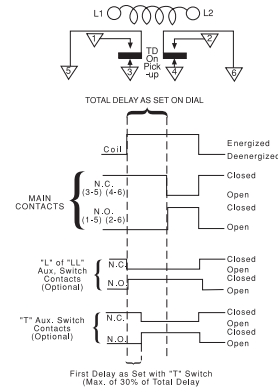 L1 L2
1 2
TD
On
Pick
-up
5 3 4 6
TOTAL DELAY AS SET ON DIAL
Coil
Energized
Deenergized
MAIN
CONTACTS
N.C.
(3-5) (4-6)
Closed
Open
N.O.
(1-5) (2-6)
Closed
Open
"L" of "LL"
Aux. Switch
Contacts
(Optional)
N.C.
Closed
Open
N.O.
Closed
Open
"T" Aux. Switch
Contacts
(Optional)
N.C.
Closed
Open
N.O.
Closed
Open
First Delay as Set with "T" Switch
(Max. of 30% of Total Delay